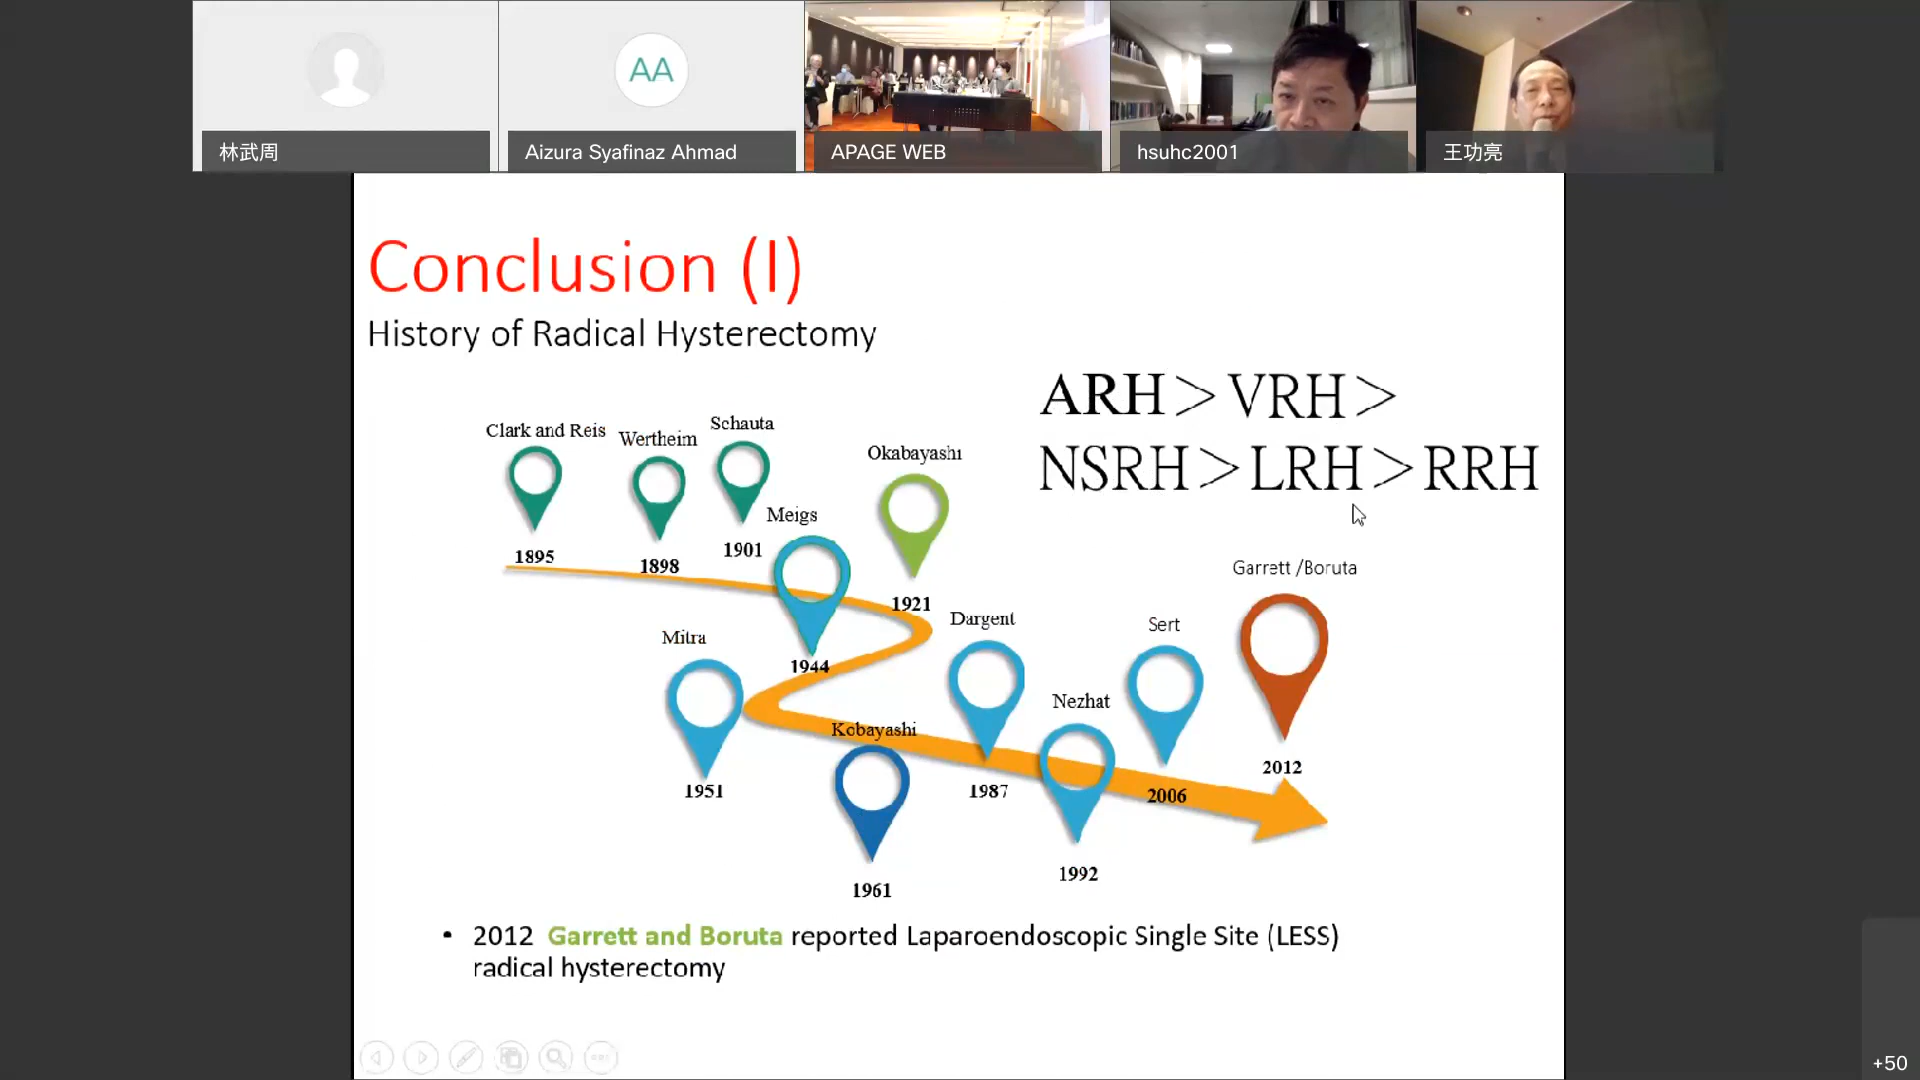 林武周
AA
Aizura Syafinaz Ahmad
APAGE WEB
hsuhc2001
王功亮
Conclusion (I)
History of Radical Hysterectomy
ARH＞VRH＞
NSRH＞LRH＞RRH
Clark and Reis
1895
Wertheim
1898
Schauta
1901
Okabayashi
1921
Meigs
1944
Mitra
1951
Kobayashi
1961
Dargent
1987
Nezhat
1992
Sert
2006
Garrett /Boruta
2012
• 2012 Garrett and Boruta reported Laparoendoscopic Single Site (LESS)
radical hysterectomy
+50